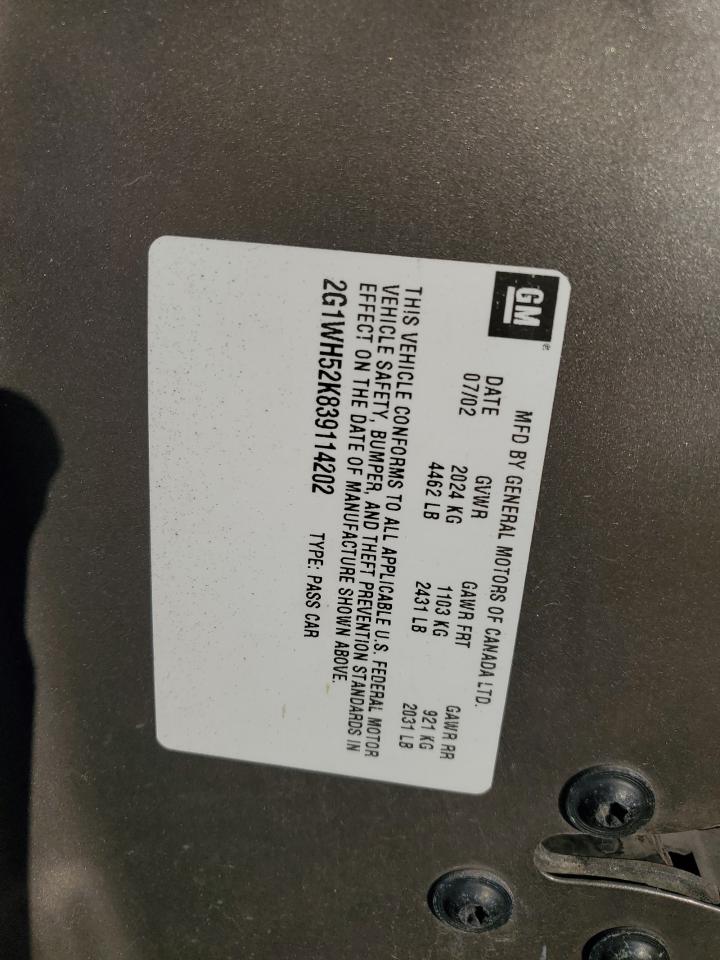 GM®
MFD BY GENERAL MOTORS OF CANADA LTD.
DATE GVWR GAWR FRT GAWR RR
07/02 2024 KG 1103 KG 921 KG
4462 LB 2431 LB 2031 LB
THIS VEHICLE CONFORMS TO ALL APPLICABLE U.S. FEDERAL MOTOR
VEHICLE SAFETY, BUMPER, AND THEFT PREVENTION STANDARDS IN
EFFECT ON THE DATE OF MANUFACTURE SHOWN ABOVE.
2G1WH52K839114202 TYPE: PASS CAR